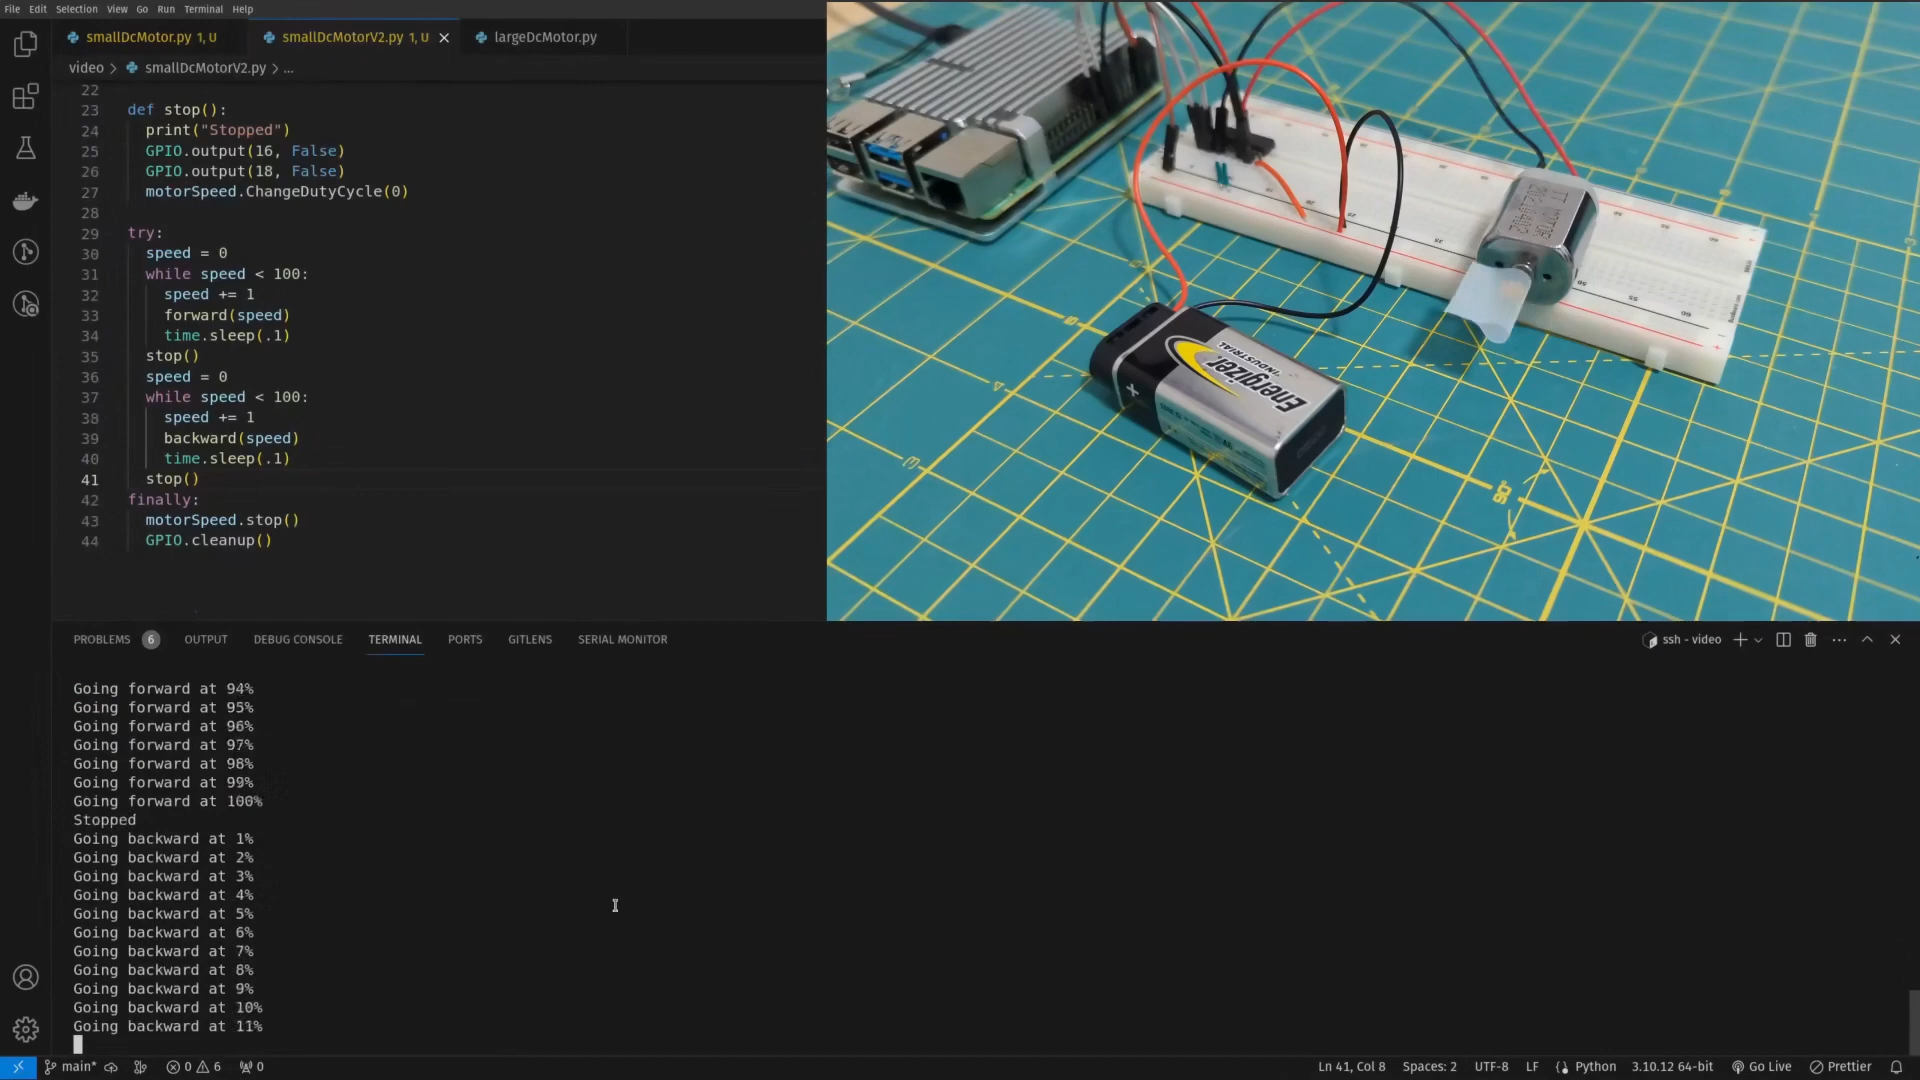 File Edit Selection View Go Run Terminal Help
smallDcMotor.py 1, U smallDcMotorV2.py 1, U largeDcMotor.py
video > smallDcMotorV2.py > ...
22
23 def stop():
24 print("Stopped")
25 GPIO.output(16, False)
26 GPIO.output(18, False)
27 motorSpeed.ChangeDutyCycle(0)
28
29 try:
30 speed = 0
31 while speed < 100:
32 speed += 1
33 forward(speed)
34 time.sleep(.1)
35 stop()
36 speed = 0
37 while speed < 100:
38 speed += 1
39 backward(speed)
40 time.sleep(.1)
41 stop()
42 finally:
43 motorSpeed.stop()
44 GPIO.cleanup()
Energizer
INDUSTRIAL
+
90°
PROBLEMS 6 OUTPUT DEBUG CONSOLE TERMINAL PORTS GITLENS SERIAL MONITOR ssh - video
Going forward at 94%
Going forward at 95%
Going forward at 96%
Going forward at 97%
Going forward at 98%
Going forward at 99%
Going forward at 100%
Stopped
Going backward at 1%
Going backward at 2%
Going backward at 3%
Going backward at 4%
Going backward at 5%
Going backward at 6%
Going backward at 7%
Going backward at 8%
Going backward at 9%
Going backward at 10%
Going backward at 11%
main* 0 6 0 Ln 41, Col 8 Spaces: 2 UTF-8 LF Python 3.10.12 64-bit Go Live Prettier